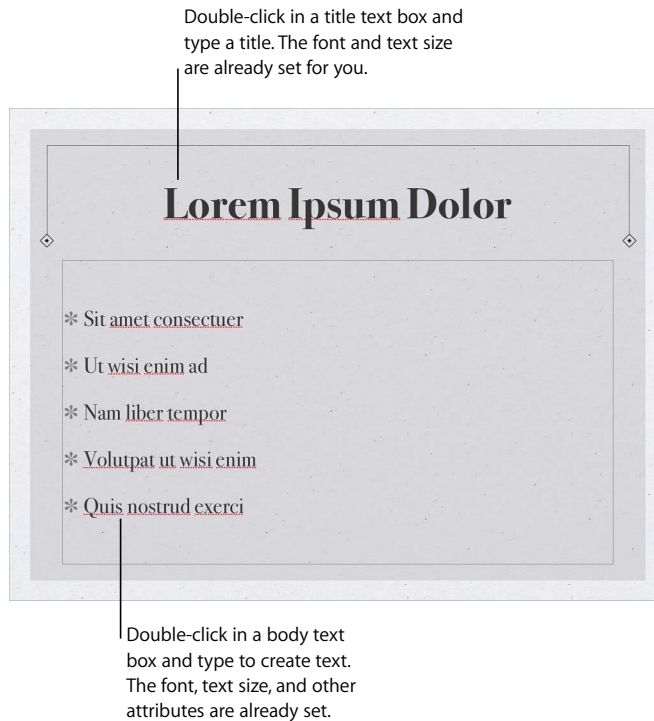 Double-click in a title text box and
type a title. The font and text size
are already set for you.
Lorem Ipsum Dolor
✻ Sit amet consectuer
✻ Ut wisi enim ad
✻ Nam liber tempor
✻ Volutpat ut wisi enim
✻ Quis nostrud exerci
Double-click in a body text
box and type to create text.
The font, text size, and other
attributes are already set.